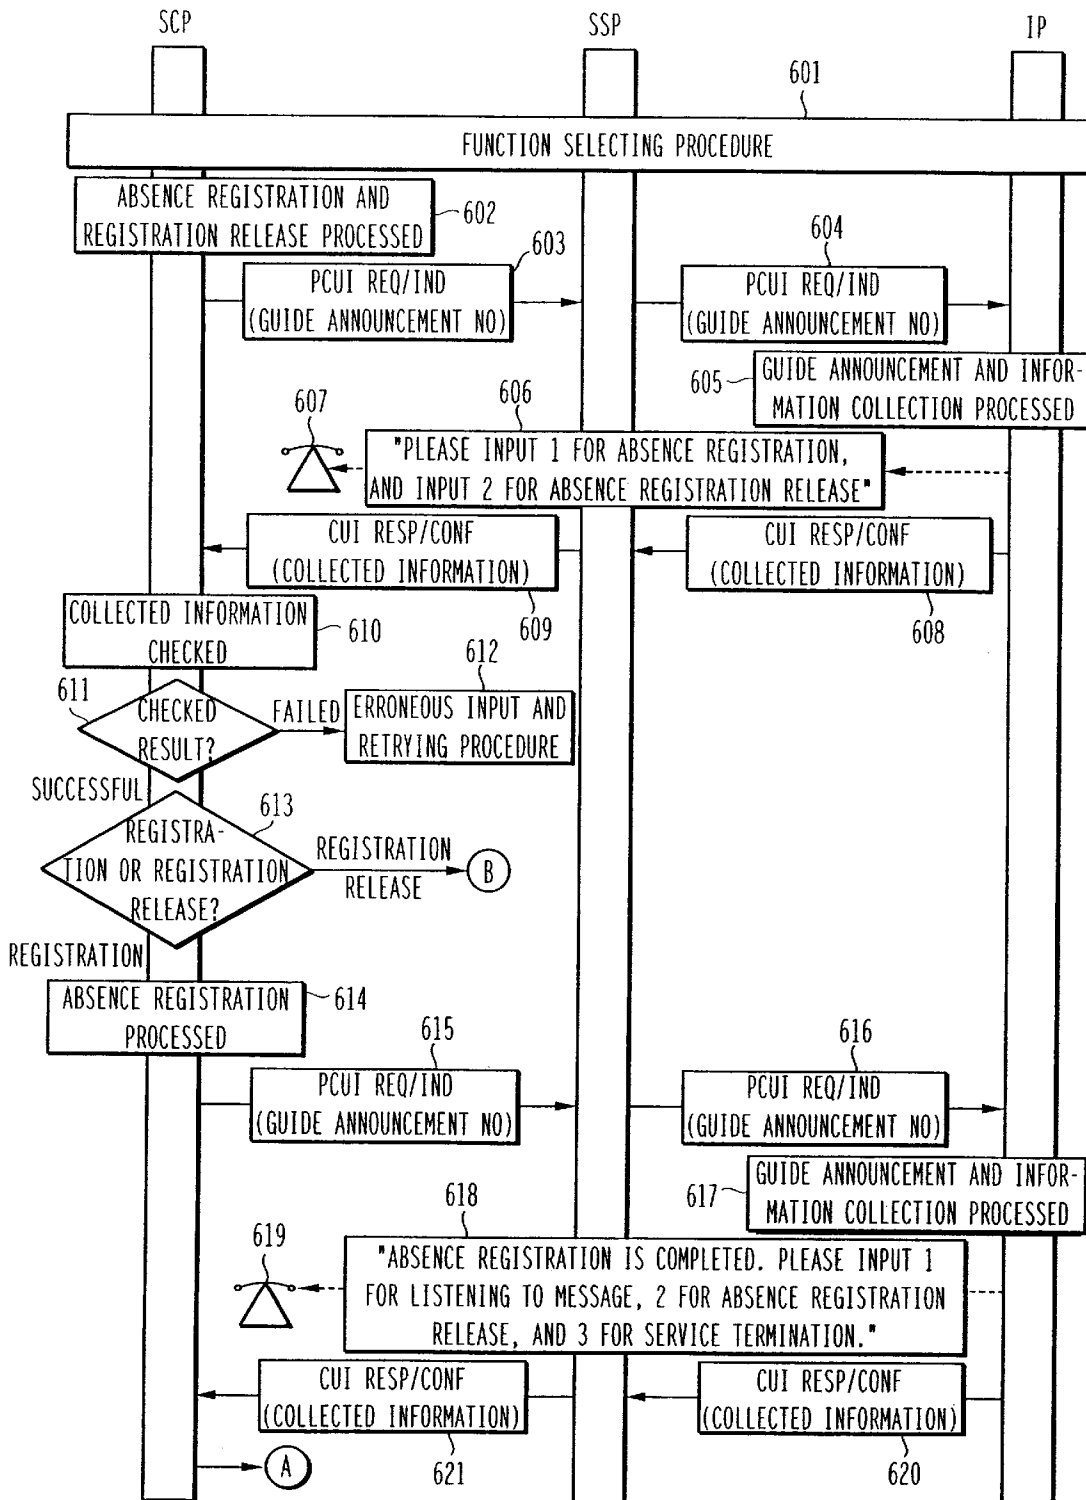 SCP
SSP
IP
601
FUNCTION SELECTING PROCEDURE
ABSENCE REGISTRATION AND
REGISTRATION RELEASE PROCESSED
602
603
604
PCUI REQ/IND
(GUIDE ANNOUNCEMENT NO)
PCUI REQ/IND
(GUIDE ANNOUNCEMENT NO)
605
GUIDE ANNOUNCEMENT AND INFOR-
MATION COLLECTION PROCESSED
606
607
"PLEASE INPUT 1 FOR ABSENCE REGISTRATION,
AND INPUT 2 FOR ABSENCE REGISTRATION RELEASE"
CUI RESP/CONF
(COLLECTED INFORMATION)
CUI RESP/CONF
(COLLECTED INFORMATION)
609
608
COLLECTED INFORMATION
CHECKED
610
611
CHECKED
RESULT?
FAILED
612
ERRONEOUS INPUT AND
RETRYING PROCEDURE
SUCCESSFUL
613
REGISTRA-
TION OR REGISTRATION
RELEASE?
REGISTRATION
RELEASE
B
REGISTRATION
ABSENCE REGISTRATION
PROCESSED
614
615
616
PCUI REQ/IND
(GUIDE ANNOUNCEMENT NO)
PCUI REQ/IND
(GUIDE ANNOUNCEMENT NO)
617
GUIDE ANNOUNCEMENT AND INFOR-
MATION COLLECTION PROCESSED
618
619
"ABSENCE REGISTRATION IS COMPLETED. PLEASE INPUT 1
FOR LISTENING TO MESSAGE, 2 FOR ABSENCE REGISTRATION
RELEASE, AND 3 FOR SERVICE TERMINATION."
CUI RESP/CONF
(COLLECTED INFORMATION)
CUI RESP/CONF
(COLLECTED INFORMATION)
621
620
A